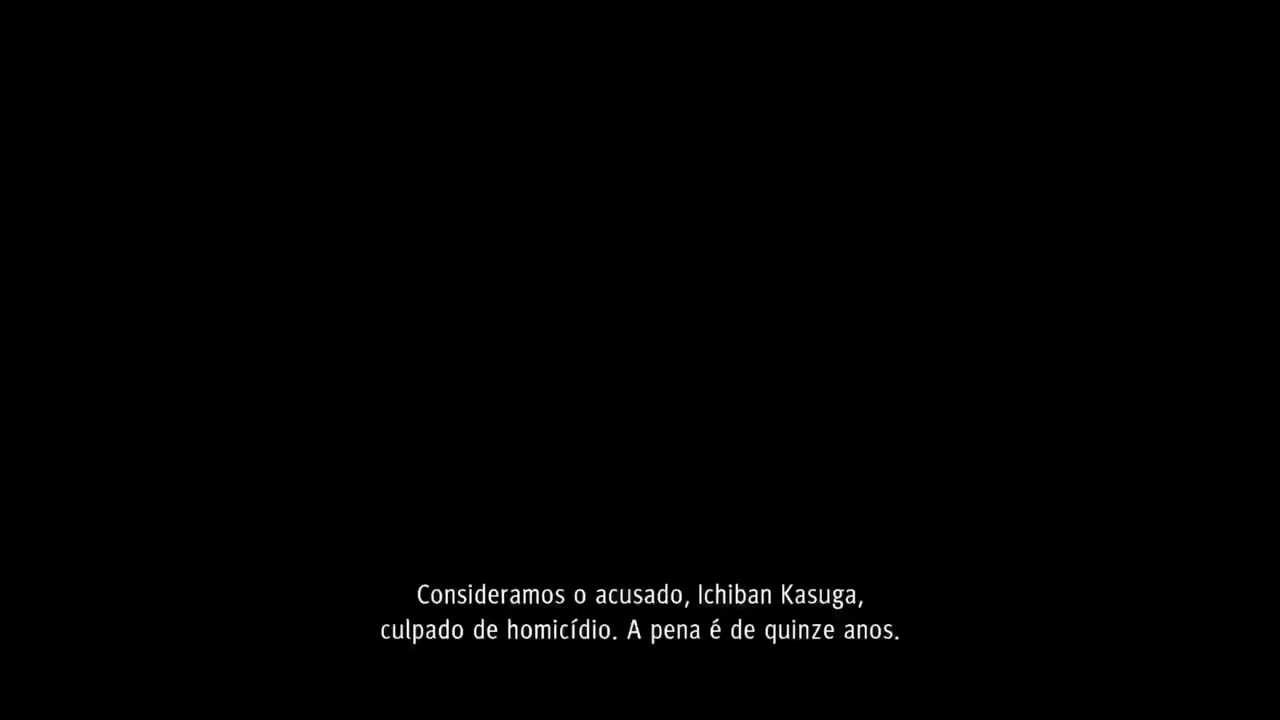 Consideramos o acusado, Ichiban Kasuga,
culpado de homicídio. A pena é de quinze anos.